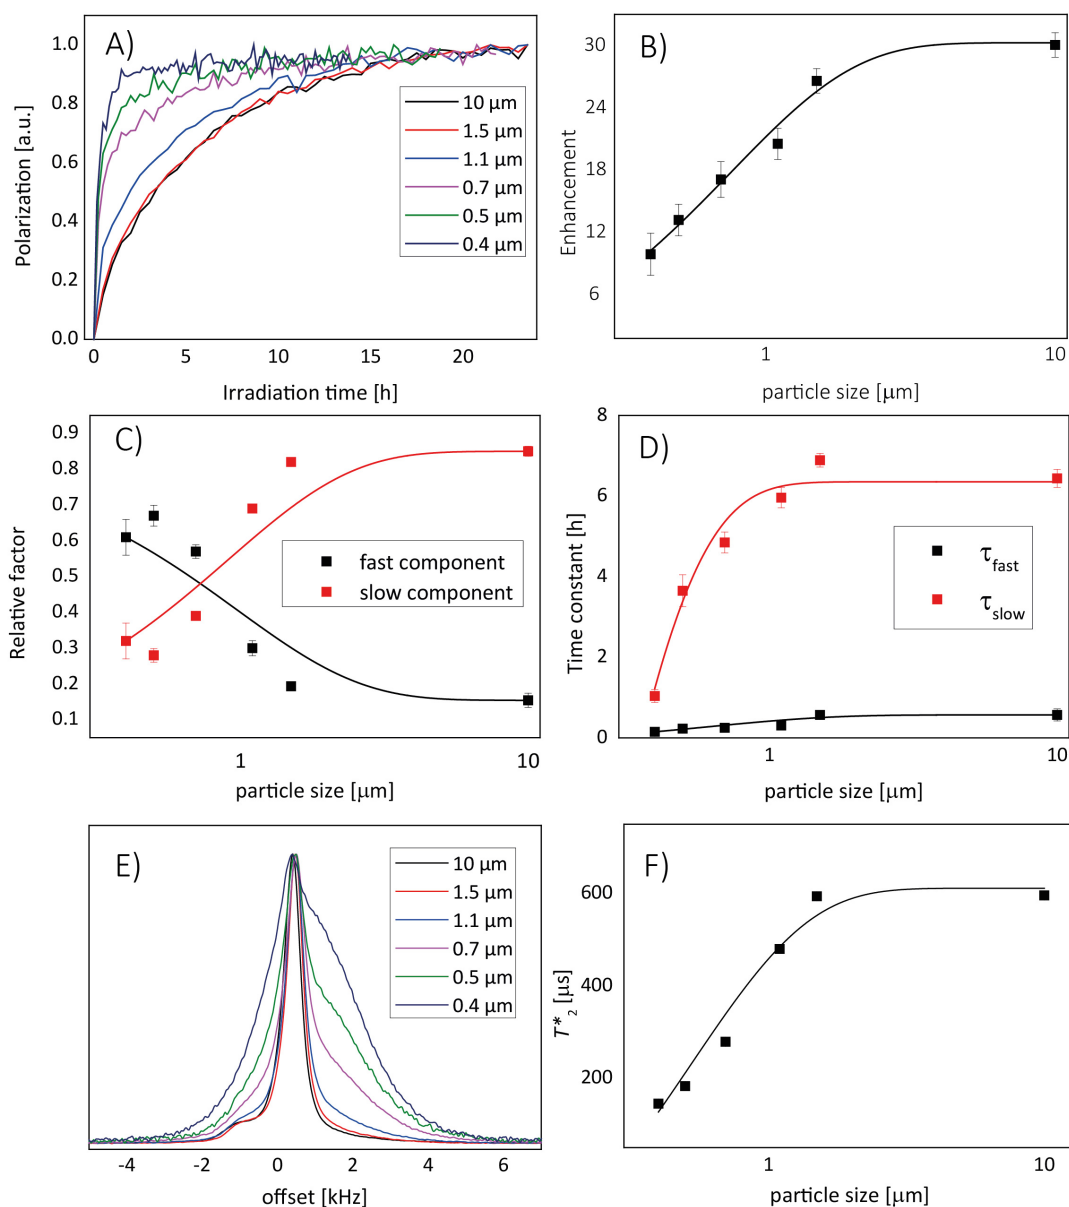 A)
1.0
0.8
0.6
0.4
0.2
0.0
Polarization [a.u.]
10 μm
1.5 μm
1.1 μm
0.7 μm
0.5 μm
0.4 μm
0 5 10 15 20
Irradiation time [h]
B)
30
24
18
12
6
Enhancement
1 10
particle size [μm]
C)
0.9
0.8
0.7
0.6
0.5
0.4
0.3
0.2
0.1
Relative factor
fast component
slow component
1 10
particle size [μm]
D)
8
6
4
2
0
Time constant [h]
τfast
τslow
1 10
particle size [μm]
E)
10 μm
1.5 μm
1.1 μm
0.7 μm
0.5 μm
0.4 μm
-4 -2 0 2 4 6
offset [kHz]
F)
600
400
200
T*2 [μs]
1 10
particle size [μm]